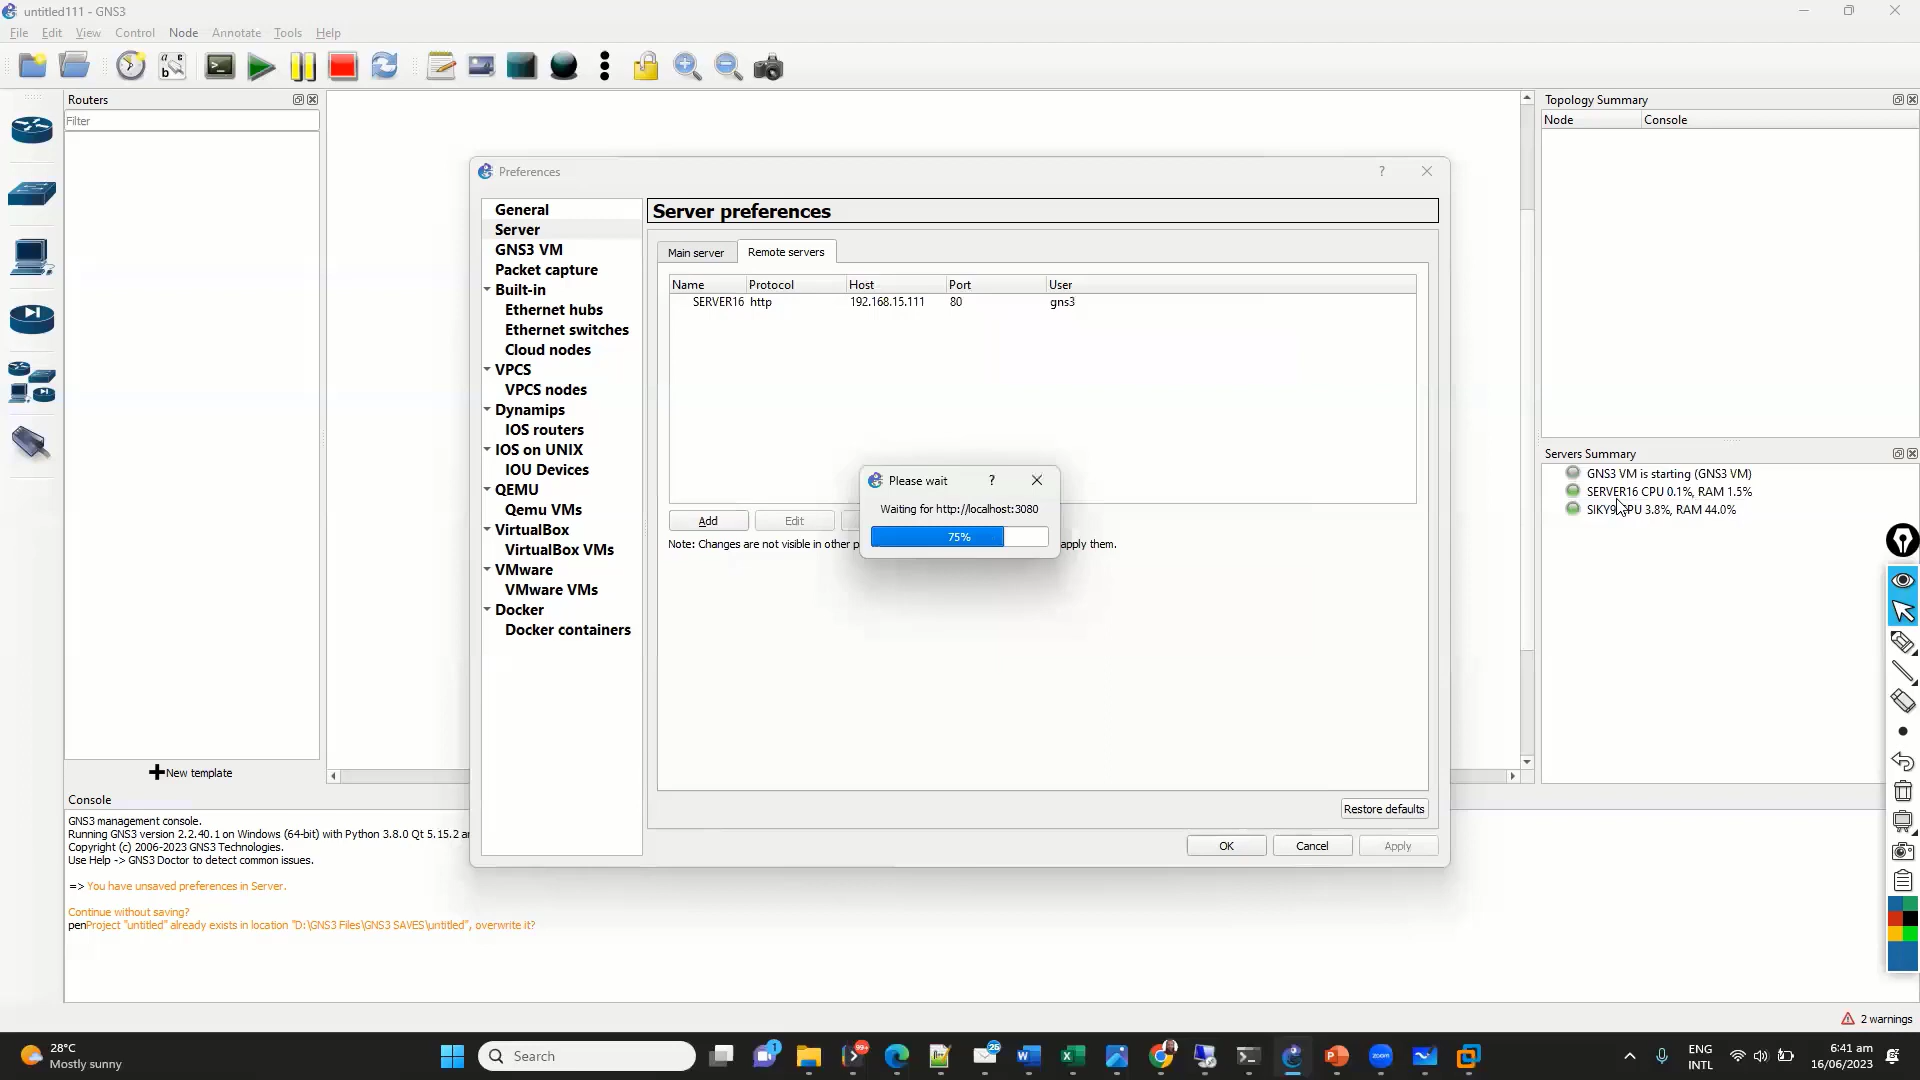 untitled111 - GNS3
File Edit View Control Node Annotate Tools Help
Routers
Filter
New template
Topology Summary
Node Console
Servers Summary
GNS3 VM is starting (GNS3 VM)
SERVER16 CPU 0.1%, RAM 1.5%
CPU 3.8%, RAM 44.0%
Preferences
General
Server
GNS3 VM
Packet capture
Built-in
Ethernet hubs
Ethernet switches
Cloud nodes
VPCS
VPCS nodes
Dynamips
IOS routers
IOS on UNIX
IOU Devices
QEMU
Qemu VMs
VirtualBox
VirtualBox VMs
VMware
VMware VMs
Docker
Docker containers
Server preferences
Main server Remote servers
Name Protocol Host Port User
SERVER16 http 192.168.15.111 80 gns3
Add Edit
Note: Changes are not visible in other p apply them.
Please wait
Waiting for http://localhost:3080
75%
Restore defaults
OK Cancel Apply
Console
GNS3 management console.
Running GNS3 version 2.2.40.1 on Windows (64-bit) with Python 3.8.0 Qt 5.15.2 an
Copyright (c) 2006-2023 GNS3 Technologies.
Use Help -> GNS3 Doctor to detect common issues.
=> You have unsaved preferences in Server.
Continue without saving?
penProject "untitled" already exists in location "D:\GNS3 Files\GNS3 SAVES\untitled", overwrite it?
2 warnings
28°C
Mostly sunny
Search
1
99+
25
zoom
ENG
INTL
6:41 am
16/06/2023